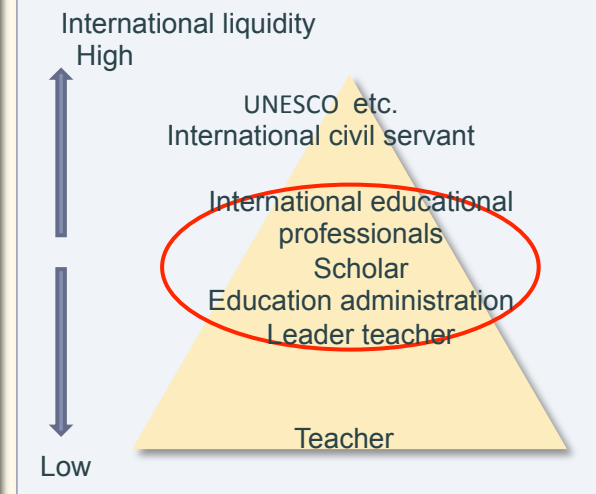 International liquidity
High
UNESCO etc.
International civil servant
International educational
professionals
Scholar
Education administration
Leader teacher
Teacher
Low